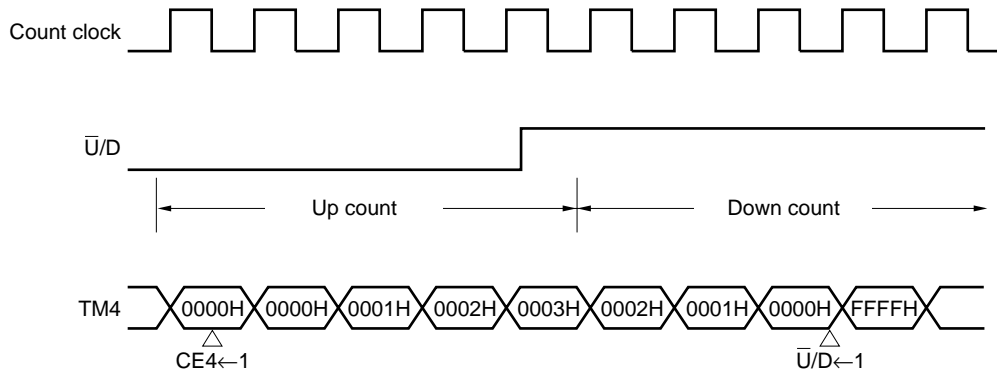 Count clock
U̅/D
Up count
Down count
TM4
0000H 0000H 0001H 0002H 0003H 0002H 0001H 0000H FFFFH
CE4←1
U̅/D←1